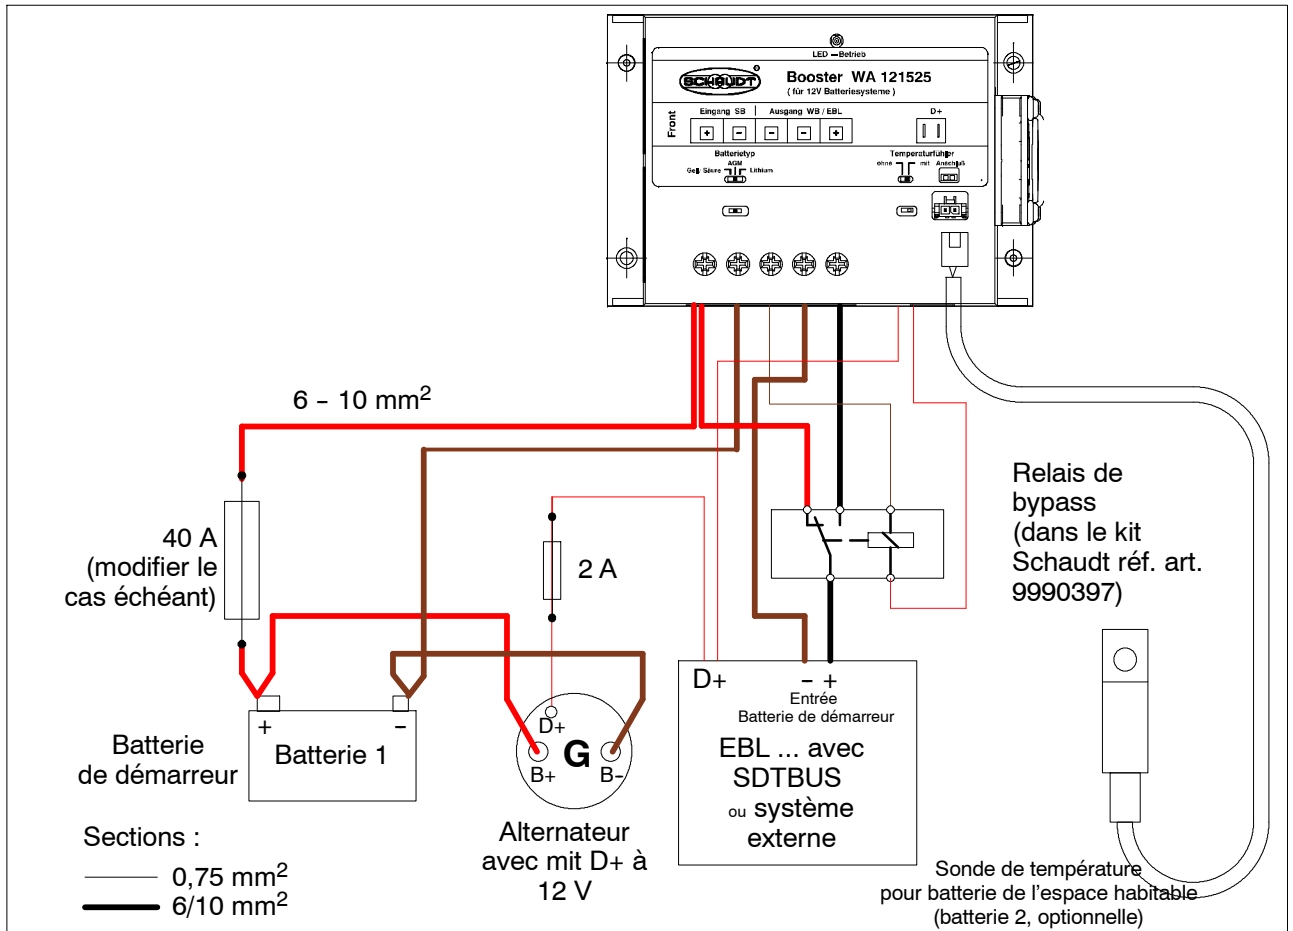 LED – Betrieb
SCHAUDT ®
Booster WA 121525
( für 12V Batteriesysteme )
Front
Eingang SB | Ausgang WB / EBL
D+
+ - - - +
Batterietyp
AGM
Gel/ Säure
Lithium
Temperaturfühler
ohne
mit
Anschluß
6 – 10 mm²
40 A
(modifier le
cas échéant)
2 A
Relais de
bypass
(dans le kit
Schaudt réf. art.
9990397)
D+
– +
Entrée
Batterie de démarreur
EBL ... avec
SDTBUS
ou système
externe
+ –
Batterie 1
Batterie
de démarreur
D+
G
B+
B-
Alternateur
avec mit D+ à
12 V
Sections :
0,75 mm²
6/10 mm²
Sonde de température
pour batterie de l'espace habitable
(batterie 2, optionnelle)